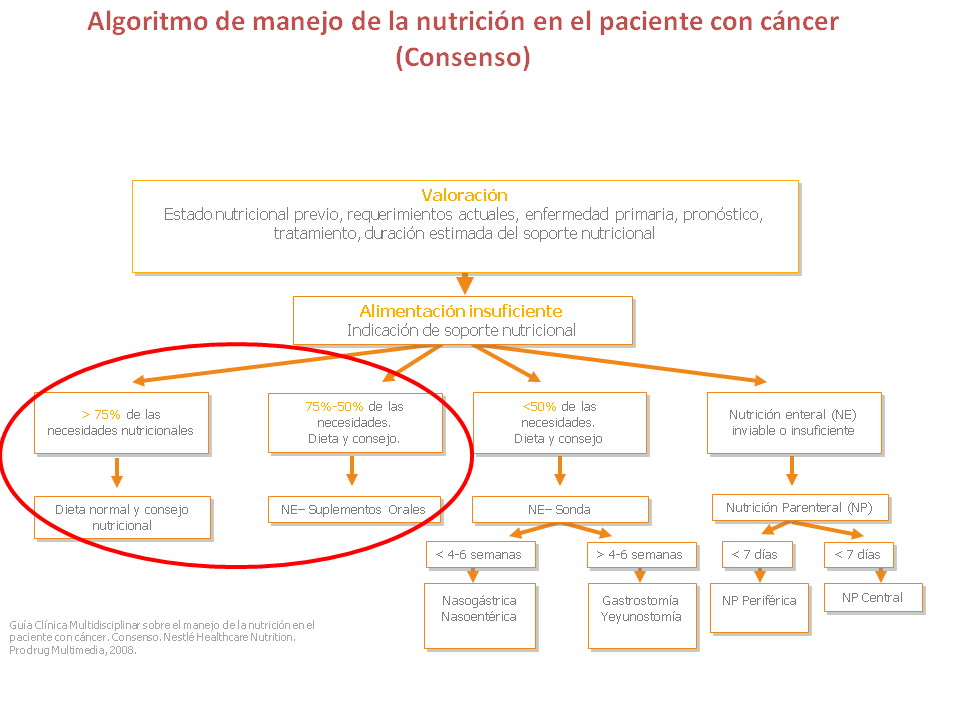 Algoritmo de manejo de la nutrición en el paciente con cáncer
(Consenso)
Valoración
Estado nutricional previo, requerimientos actuales, enfermedad primaria, pronóstico,
tratamiento, duración estimada del soporte nutricional
Alimentación insuficiente
Indicación de soporte nutricional
> 75% de las
necesidades nutricionales
75%-50% de las
necesidades.
Dieta y consejo.
<50% de las
necesidades.
Dieta y consejo
Nutrición enteral (NE)
inviable o insuficiente
Dieta normal y consejo
nutricional
NE– Suplementos Orales
NE– Sonda
Nutrición Parenteral (NP)
< 4-6 semanas
> 4-6 semanas
< 7 días
< 7 días
Nasogástrica
Nasoentérica
Gastrostomía
Yeyunostomía
NP Periférica
NP Central
Guía Clínica Multidisciplinar sobre el manejo de la nutrición en el
paciente con cáncer. Consenso. Nestlé Healthcare Nutrition.
Prodrug Multimedia, 2008.